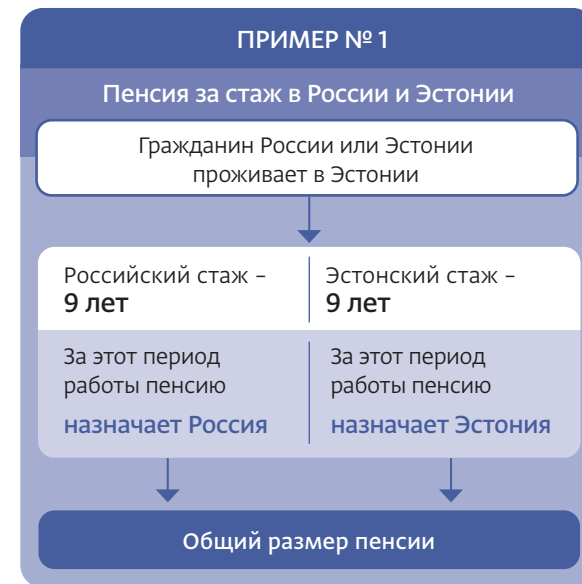 ПРИМЕР № 1
Пенсия за стаж в России и Эстонии
Гражданин России или Эстонии
проживает в Эстонии
Российский стаж –
9 лет
Эстонский стаж –
9 лет
За этот период
работы пенсию
назначает Россия
За этот период
работы пенсию
назначает Эстония
Общий размер пенсии